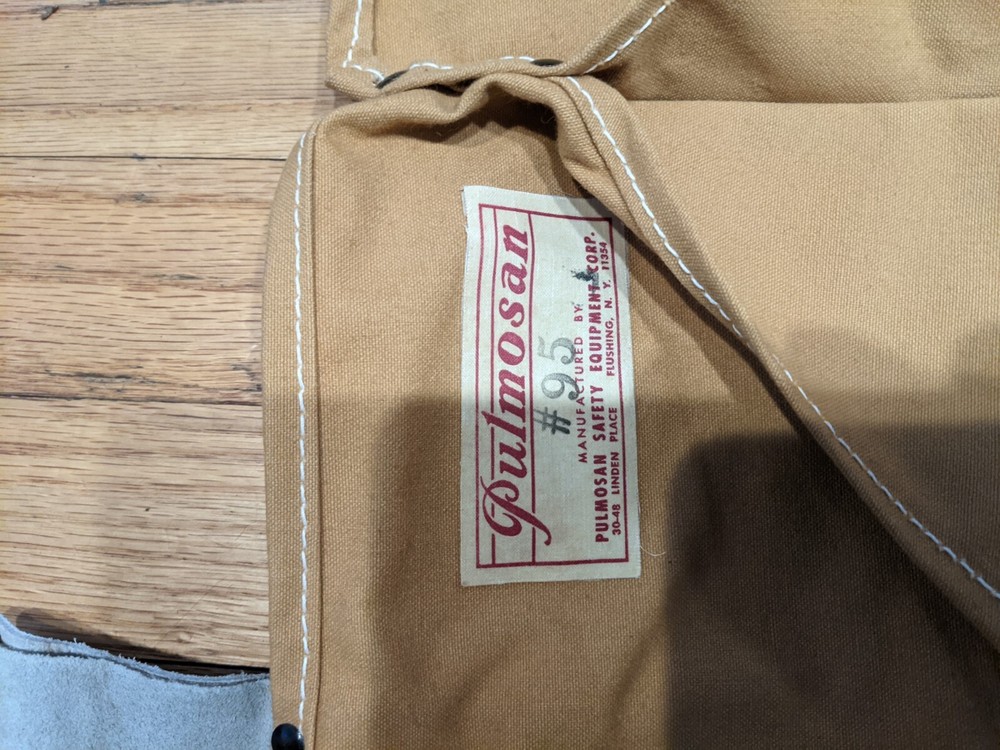 Pulmosan
#95 L
MANUFACTURED BY
PULMOSAN SAFETY EQUIPMENT CORP.
30-48 LINDEN PLACE FLUSHING, N. Y. 11354